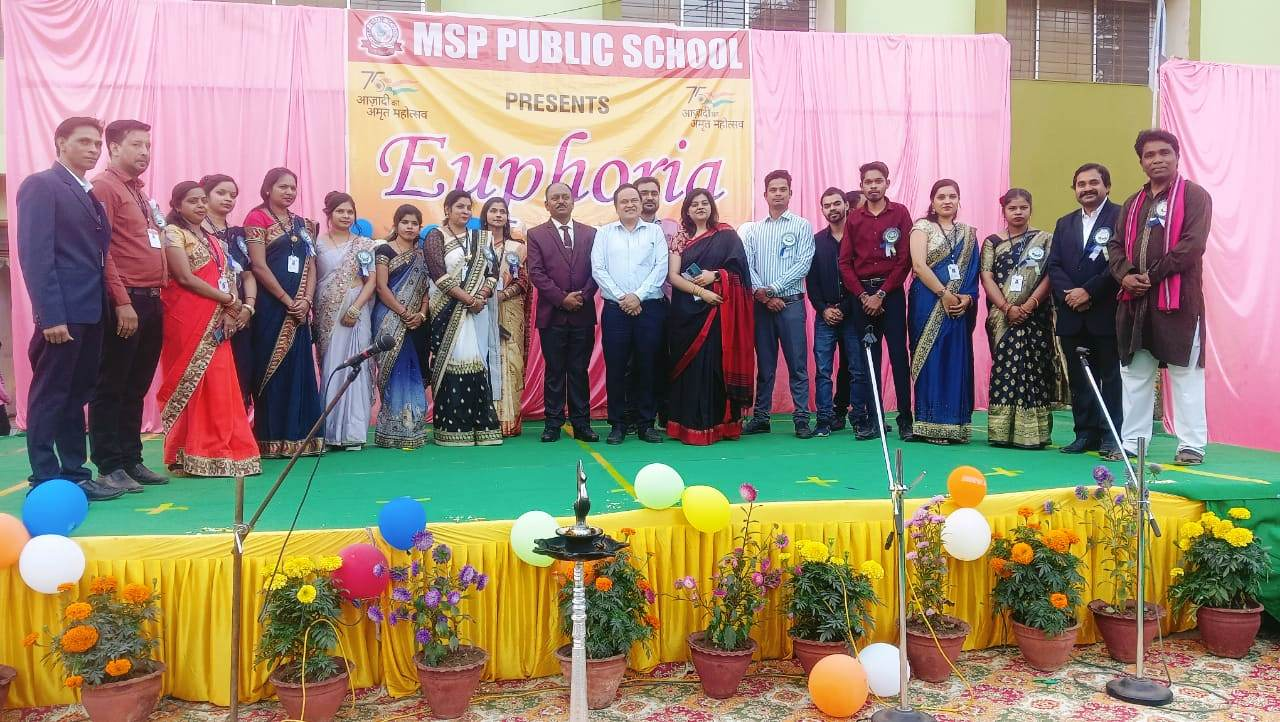 MSP PUBLIC SCHOOL
PRESENTS
75
आज़ादी का
अमृत महोत्सव
75
आज़ादी का
अमृत महोत्सव
Euphoria